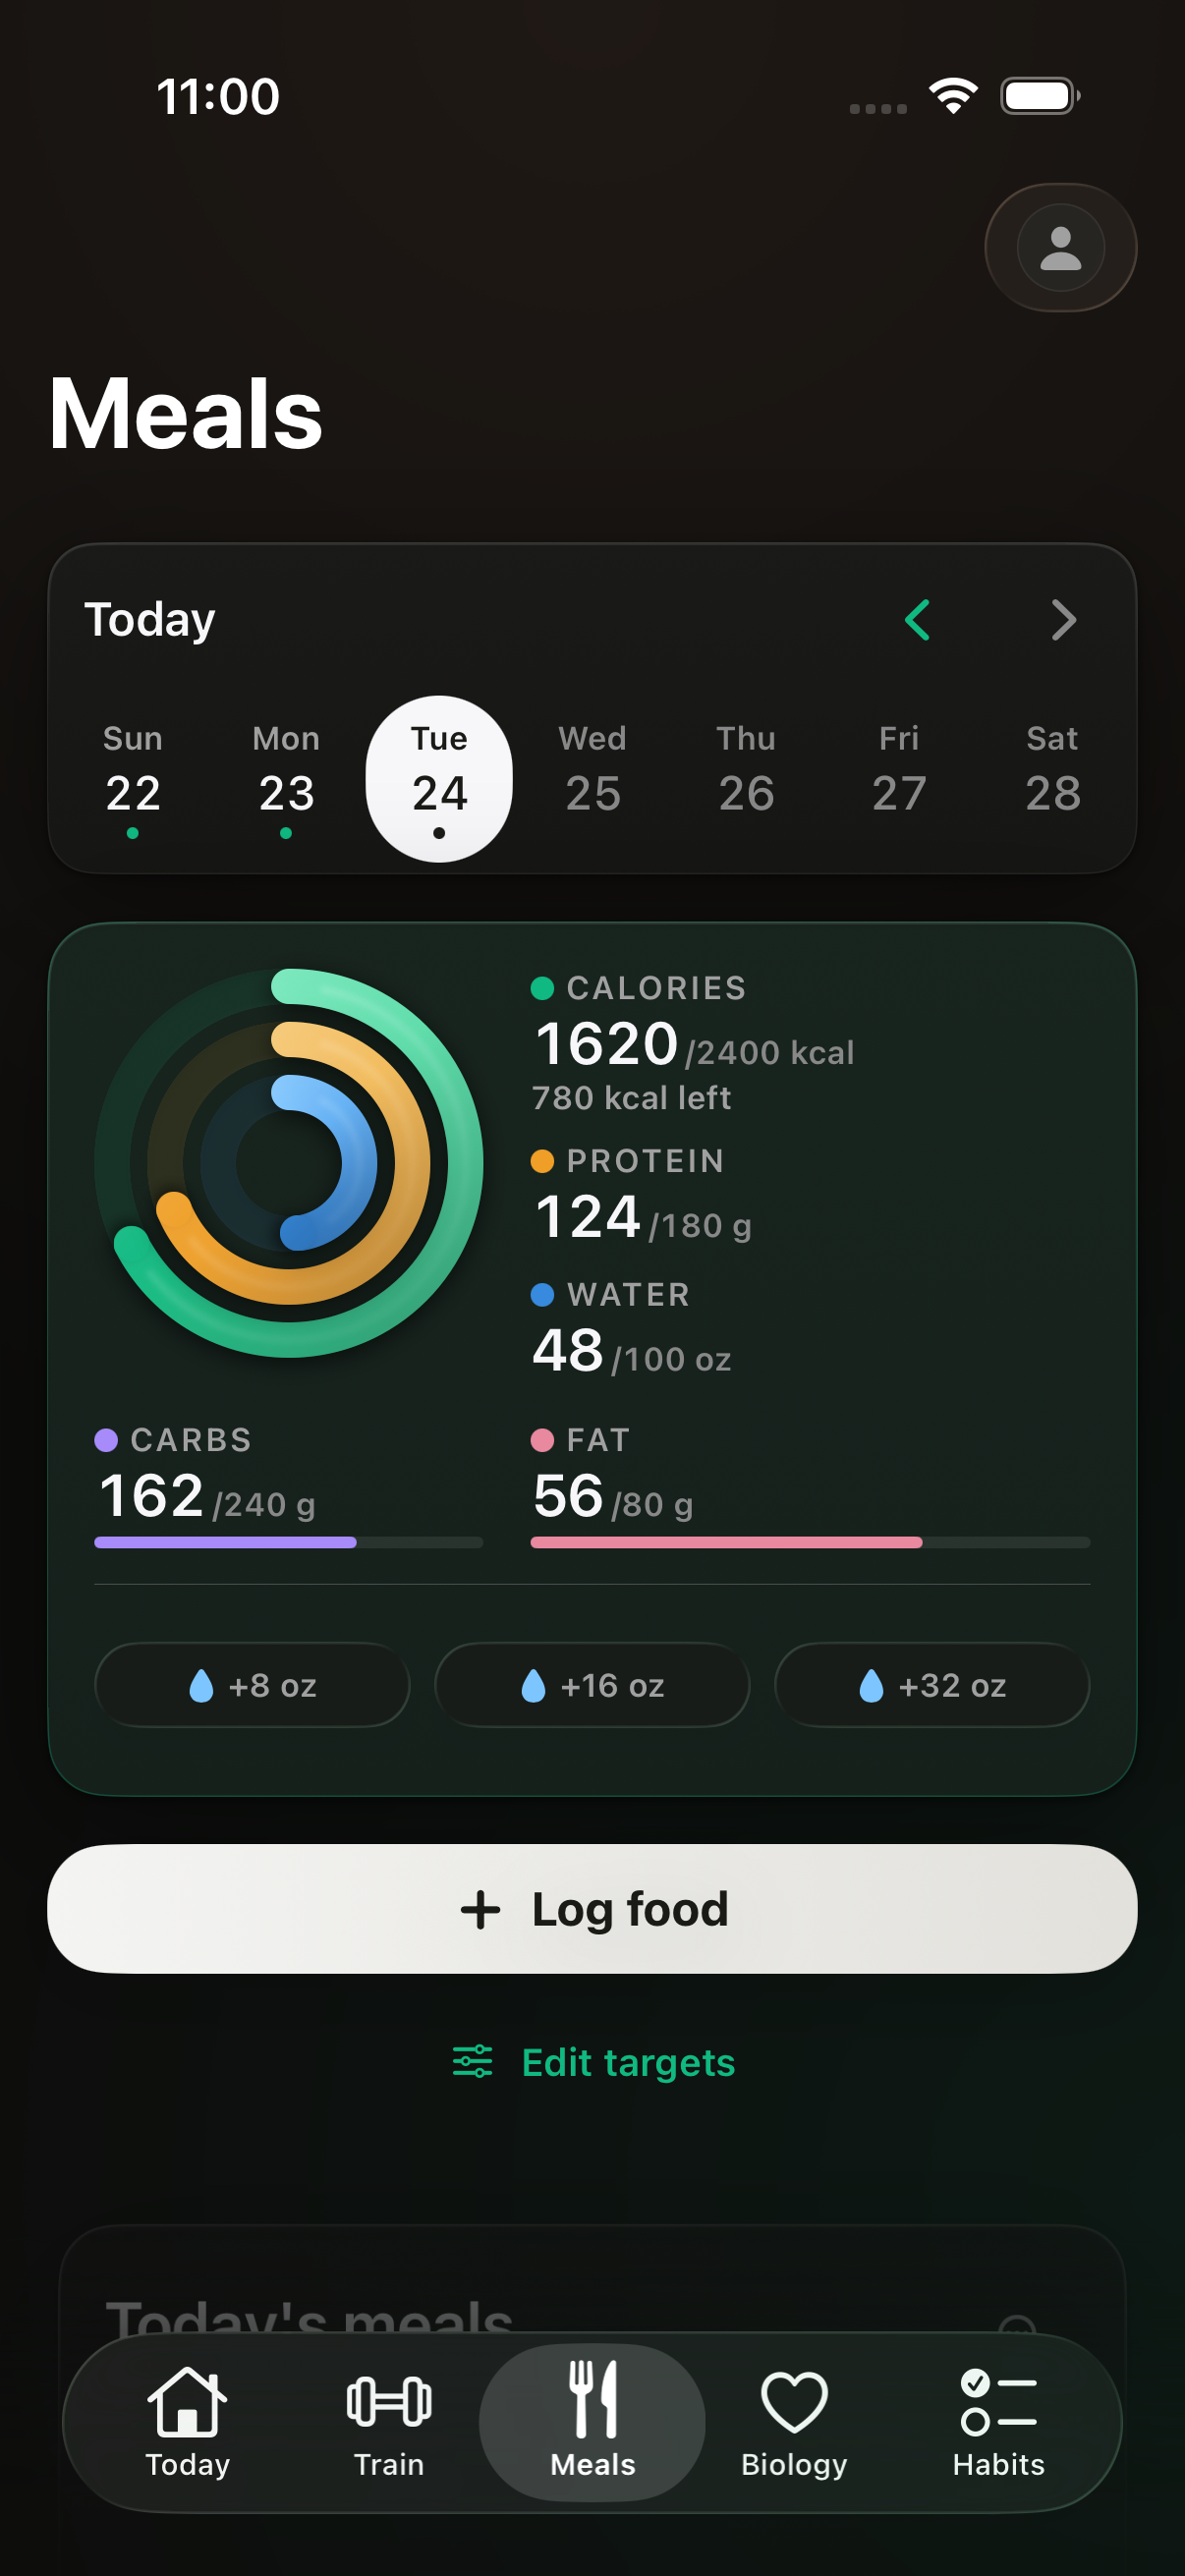 11:00
Meals
Today
Sun Mon Tue Wed Thu Fri Sat
22 23 24 25 26 27 28
CALORIES
1620/2400 kcal
780 kcal left
PROTEIN
124/180 g
WATER
48/100 oz
CARBS
162/240 g
FAT
56/80 g
+8 oz +16 oz +32 oz
+ Log food
Edit targets
Today's meals
Today Train Meals Biology Habits